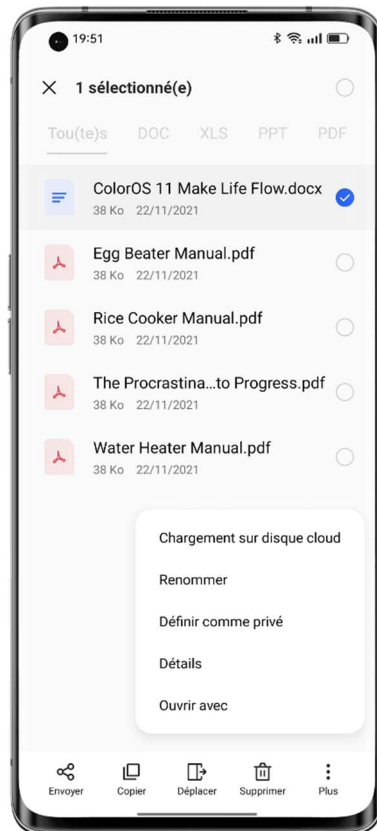 19:51
1 sélectionné(e)
Tou(te)s DOC XLS PPT PDF
ColorOS 11 Make Life Flow.docx
38 Ko 22/11/2021
Egg Beater Manual.pdf
38 Ko 22/11/2021
Rice Cooker Manual.pdf
38 Ko 22/11/2021
The Procrastina...to Progress.pdf
38 Ko 22/11/2021
Water Heater Manual.pdf
38 Ko 22/11/2021
Chargement sur disque cloud
Renommer
Définir comme privé
Détails
Ouvrir avec
Envoyer Copier Déplacer Supprimer Plus